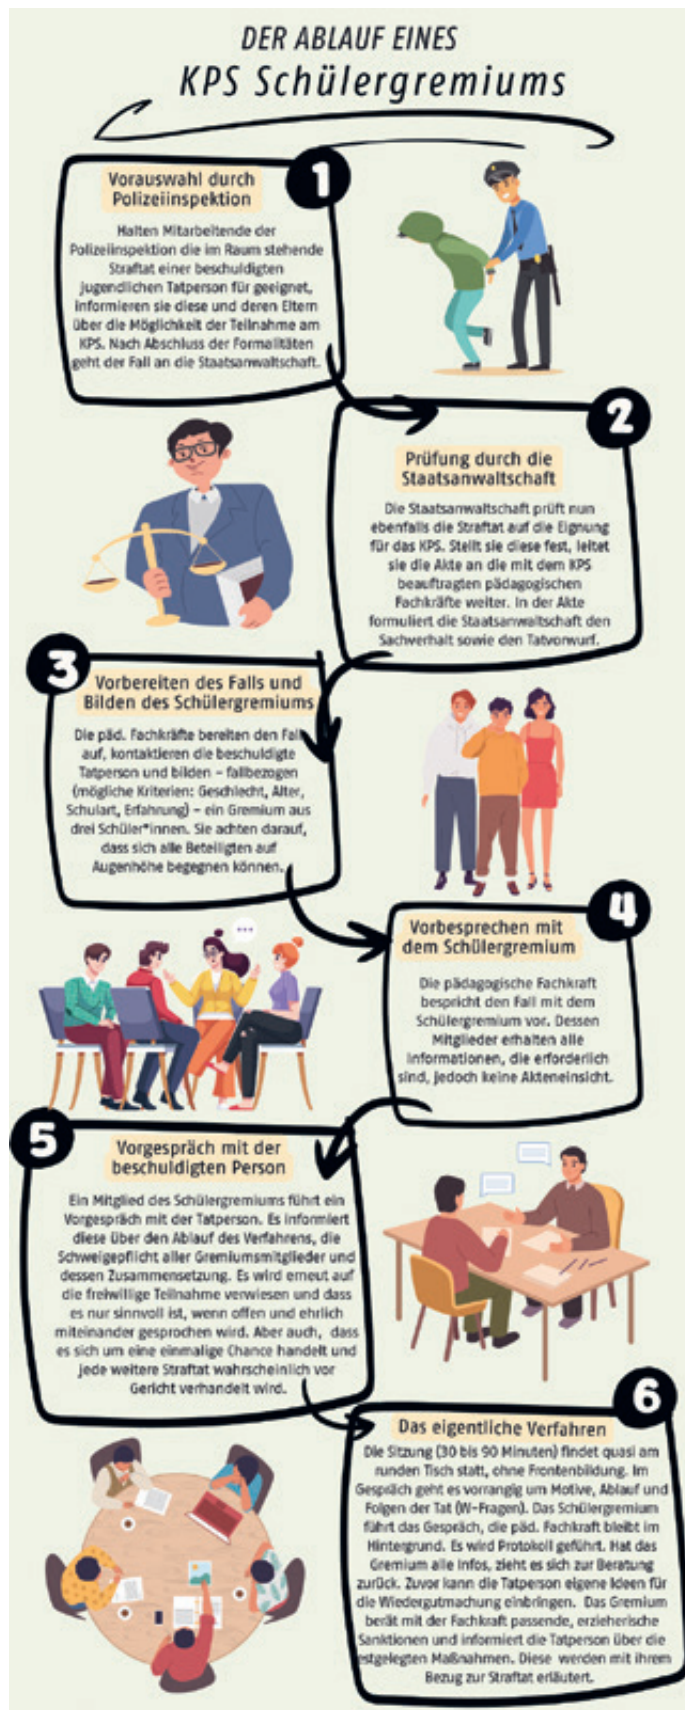 DER ABLAUF EINES
KPS Schülergremiums
1
Vorauswahl durch
Polizeiinspektion
Halten Mitarbeitende der
Polizeiinspektion die im Raum stehende
Straftat einer beschuldigten
jugendlichen Tatperson für geeignet,
informieren sie diese und deren Eltern
über die Möglichkeit der Teilnahme am
KPS. Nach Abschluss der Formalitäten
geht der Fall an die Staatsanwaltschaft.
2
Prüfung durch die
Staatsanwaltschaft
Die Staatsanwaltschaft prüft nun
ebenfalls die Straftat auf die Eignung
für das KPS. Stellt sie diese fest, leitet
sie die Akte an die mit dem KPS
beauftragten pädagogischen
Fachkräfte weiter. In der Akte
formuliert die Staatsanwaltschaft den
Sachverhalt sowie den Tatvorwurf.
3
Vorbereiten des Falls und
Bilden des Schülergremiums
Die päd. Fachkräfte bereiten den Fall
auf, kontaktieren die beschuldigte
Tatperson und bilden – fallbezogen
(mögliche Kriterien: Geschlecht, Alter,
Schulart, Erfahrung) – ein Gremium aus
drei Schüler*innen. Sie achten darauf,
dass sich alle Beteiligten auf
Augenhöhe begegnen können.
4
Vorbesprechen mit
dem Schülergremium
Die pädagogische Fachkraft
bespricht den Fall mit dem
Schülergremium vor. Dessen
Mitglieder erhalten alle
Informationen, die erforderlich
sind, jedoch keine Akteneinsicht.
5
Vorgespräch mit der
beschuldigten Person
Ein Mitglied des Schülergremiums führt ein
Vorgespräch mit der Tatperson. Es informiert
diese über den Ablauf des Verfahrens, die
Schweigepflicht aller Gremiumsmitglieder und
dessen Zusammensetzung. Es wird erneut auf
die freiwillige Teilnahme verwiesen und dass
es nur sinnvoll ist, wenn offen und ehrlich
miteinander gesprochen wird. Aber auch, dass
es sich um eine einmalige Chance handelt und
jede weitere Straftat wahrscheinlich vor
Gericht verhandelt wird.
6
Das eigentliche Verfahren
Die Sitzung (30 bis 90 Minuten) findet quasi am
runden Tisch statt, ohne Frontenbildung. Im
Gespräch geht es vorrangig um Motive, Ablauf und
Folgen der Tat (W-Fragen). Das Schülergremium
führt das Gespräch, die päd. Fachkraft bleibt im
Hintergrund. Es wird Protokoll geführt. Hat das
Gremium alle Infos, zieht es sich zur Beratung
zurück. Zuvor kann die Tatperson eigene Ideen für
die Wiedergutmachung einbringen. Das Gremium
berät mit der Fachkraft passende, erzieherische
Sanktionen und informiert die Tatperson über die
festgelegten Maßnahmen. Diese werden mit ihrem
Bezug zur Straftat erläutert.